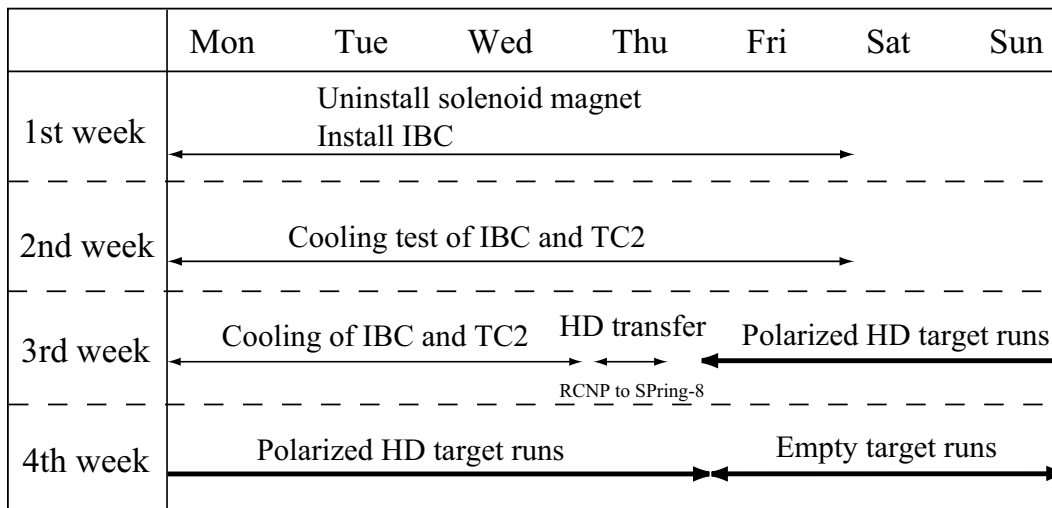 Mon Tue Wed Thu Fri Sat Sun
1st week
Uninstall solenoid magnet
Install IBC
2nd week
Cooling test of IBC and TC2
3rd week
Cooling of IBC and TC2
HD transfer
RCNP to SPring-8
Polarized HD target runs
4th week
Polarized HD target runs
Empty target runs